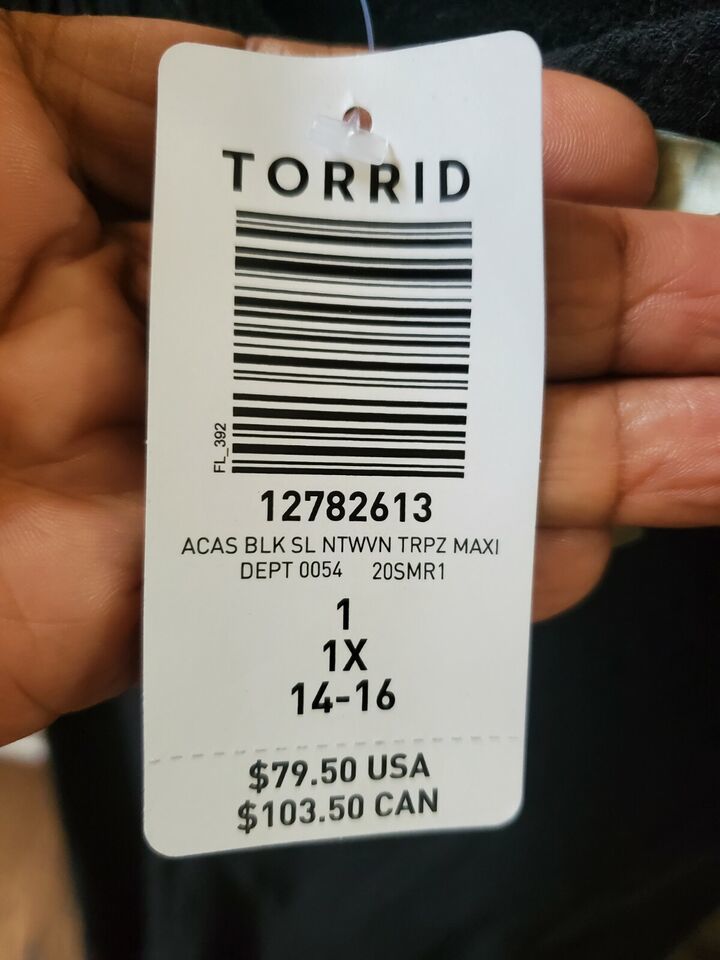 TORRID
FL_392
12782613
ACAS BLK SL NTWVN TRPZ MAXI
DEPT 0054 20SMR1
1
1X
14-16
$79.50 USA
$103.50 CAN